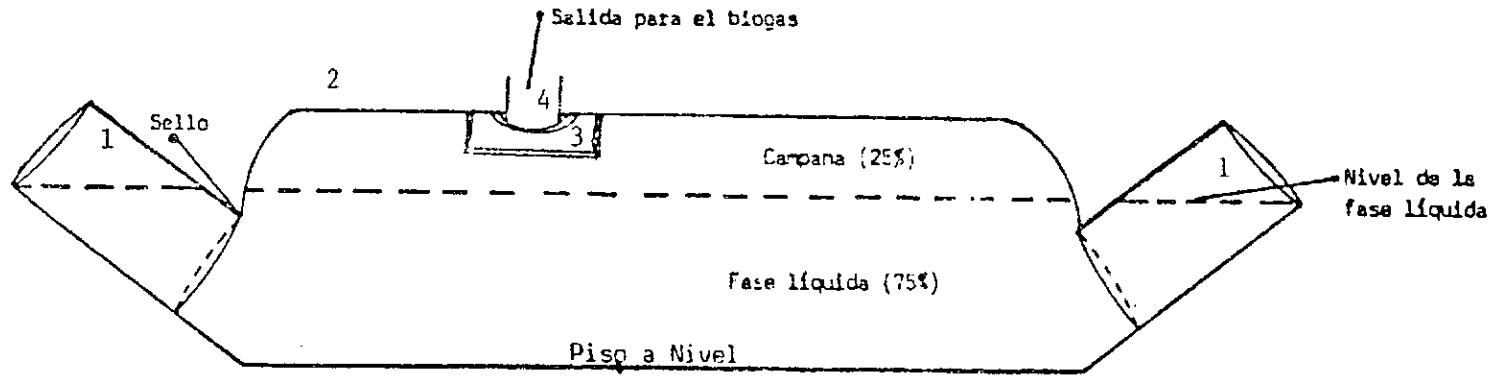 Salida para el biogas
2
4
1
Sello
3
Campana (25%)
1
Nivel de la
fase líquida
Fase líquida (75%)
Piso a Nivel